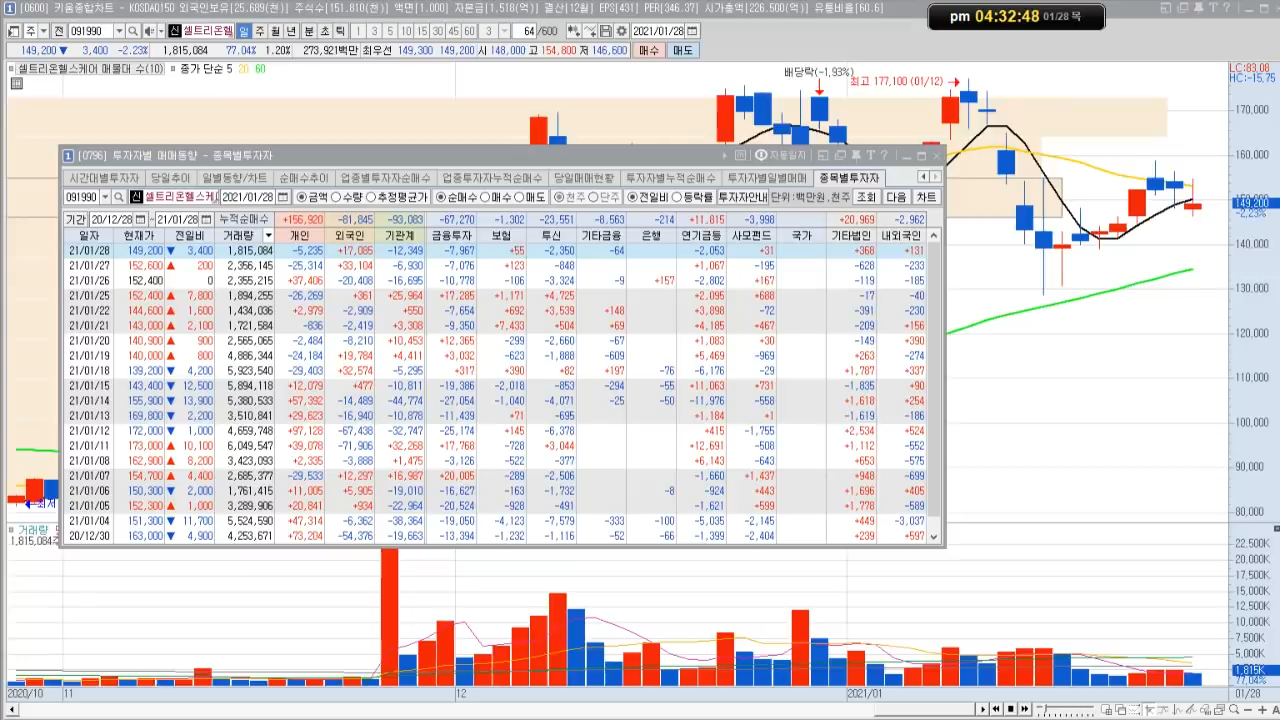 [0600] 키움종합차트 - KOSDAQ150 외국인보유[25.689(천)] 주식수[151.810(천)] 액면[1.000] 자본금[1,518(억)] 결산[12월] EPS[431] PER[346.37] 시가총액[226.500(억)] 유동비율[60.6]
pm 04:32:48 01/28 목
주 전 091990 신 셀트리온헬 일 주 월 년 분 초 틱 1 3 5 10 15 30 45 60 3 64 /600 2021/01/28
149,200 ▼ 3,400 -2.23% 1,815,084 77.04% 1.20% 273,921백만 최우선 149,300 149,200 시 148,000 고 154,800 저 146,600 매수 매도
셀트리온헬스케어 매물대 수(10) 종가 단순 5 20 60
배당락(-1,93%)
최고 177,100 (01/12)
LC:83,08
HC:-15,75
170,000
160,000
149,200
-2,23%
140,000
130,000
120,000
110,000
100,000
90,000
80,000
[0796] 투자자별 매매동향 - 종목별투자자 자동일지
시간대별투자자 당일추이 일별동향/차트 순매수추이 업종별투자자순매수 업종투자자누적순매수 당일매매현황 투자자별누적순매수 투자자별일별매매 종목별투자자
091990 신 셀트리온헬스케 2021/01/28 금액 수량 추정평균가 순매수 매수 매도 천주 단주 전일비 등락률 투자자안내 단위:백만원,천주 조회 다음 차트
기간 20/12/28 ~ 21/01/28 누적순매수 +156,920 -81,845 -93,083 -67,270 -1,302 -23,551 -8,563 -214 +11,815 -3,998 +20,969 -2,962
일자 현재가 전일비 거래량 개인 외국인 기관계 금융투자 보험 투신 기타금융 은행 연기금등 사모펀드 국가 기타법인 내외국인
21/01/28 149,200 ▼ 3,400 1,815,084 -5,235 +17,085 -12,349 -7,967 +55 -2,350 -64 -2,053 +31 +368 +131
21/01/27 152,600 ▲ 200 2,356,145 -25,314 +33,104 -6,930 -7,076 +123 -848 +1,067 -195 -628 -233
21/01/26 152,400 0 2,355,215 +37,406 -20,408 -16,695 -10,778 -106 -3,324 -9 +157 -2,802 +167 -119 -185
21/01/25 152,400 ▲ 7,800 1,894,255 -26,269 +361 +25,964 +17,285 +1,171 +4,725 +2,095 +688 -17 -40
21/01/22 144,600 ▲ 1,600 1,434,036 +2,979 -2,909 +550 -7,654 +692 +3,539 +148 +3,898 -72 -391 -230
21/01/21 143,000 ▲ 2,100 1,721,584 -836 -2,419 +3,308 -9,350 +7,433 +504 +69 +4,185 +467 -209 +156
21/01/20 140,900 ▲ 900 2,565,065 -2,484 -8,210 +10,453 +12,365 -299 -2,660 -67 +1,083 +30 -149 +390
21/01/19 140,000 ▲ 800 4,886,344 -24,184 +19,784 +4,411 +3,032 -623 -1,888 -609 +5,469 -969 +263 -274
21/01/18 139,200 ▼ 4,200 5,923,540 -29,403 +32,574 -5,295 +317 +390 +82 +197 -76 -6,176 -29 +1,787 +337
21/01/15 143,400 ▼ 12,500 5,894,118 +12,079 +477 -10,811 -19,386 -2,018 -853 -294 -55 +11,063 +731 -1,835 +90
21/01/14 155,900 ▼ 13,900 5,380,533 +57,392 -14,489 -44,774 -27,054 -1,040 -4,071 -25 -50 -11,976 -558 +1,618 +254
21/01/13 169,800 ▼ 2,200 3,510,841 +29,623 -16,940 -10,878 -11,439 +71 -695 +1,184 +1 -1,619 -186
21/01/12 172,000 ▼ 1,000 4,659,748 +97,128 -67,438 -32,747 -25,174 +145 -6,378 +415 -1,755 +2,534 +524
21/01/11 173,000 ▲ 10,100 6,049,547 +39,078 -71,906 +32,268 +17,768 -728 +3,044 +12,691 -508 +1,112 -552
21/01/08 162,900 ▲ 8,200 3,423,093 +2,335 -3,888 +1,475 -3,126 -522 -377 +6,143 -643 +653 -575
21/01/07 154,700 ▲ 4,400 2,685,377 -29,533 +12,297 +16,987 +20,005 -289 -2,506 -1,660 +1,437 +948 -699
21/01/06 150,300 ▼ 2,000 1,761,415 +11,005 +5,905 -19,010 -16,627 -163 -1,732 -8 -924 +443 +1,696 +405
21/01/05 152,300 ▲ 1,000 3,289,906 +20,841 +934 -22,964 -20,524 -928 -491 -1,621 +599 +1,778 -589
21/01/04 151,300 ▼ 11,700 5,524,590 +47,314 -6,362 -38,364 -19,050 -4,123 -7,579 -333 -100 -5,035 -2,145 +449 -3,037
20/12/30 163,000 ▼ 4,900 4,253,671 +73,204 -54,376 -19,663 -13,394 -1,232 -1,116 -52 -66 -1,399 -2,404 +239 +597
거래량
1,815,084
22,500K
20,000K
17,500K
15,000K
12,500K
10,000K
7,500K
5,000K
1,815K
77,04%
2020/10 11 12 2021/01 01/28